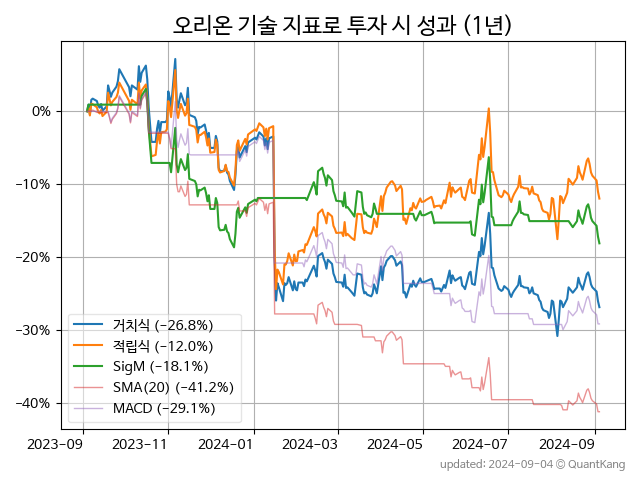 오리온 기술 지표로 투자 시 성과 (1년)
0%
−10%
−20%
−30%
−40%
거치식 (−26.8%)
적립식 (−12.0%)
SigM (−18.1%)
SMA(20) (−41.2%)
MACD (−29.1%)
2023-09 2023-11 2024-01 2024-03 2024-05 2024-07 2024-09
updated: 2024-09-04 © QuantKang